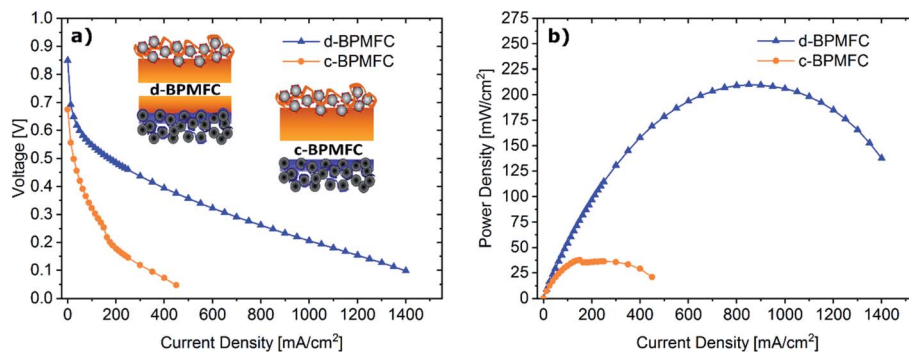 a)
1.0
0.9
0.8
0.7
0.6
0.5
0.4
0.3
0.2
0.1
0.0
Voltage [V]
d-BPMFC
c-BPMFC
d-BPMFC
c-BPMFC
0 200 400 600 800 1000 1200 1400
Current Density [mA/cm²]
b)
275
250
225
200
175
150
125
100
75
50
25
0
Power Density [mW/cm²]
d-BPMFC
c-BPMFC
0 200 400 600 800 1000 1200 1400
Current Density [mA/cm²]